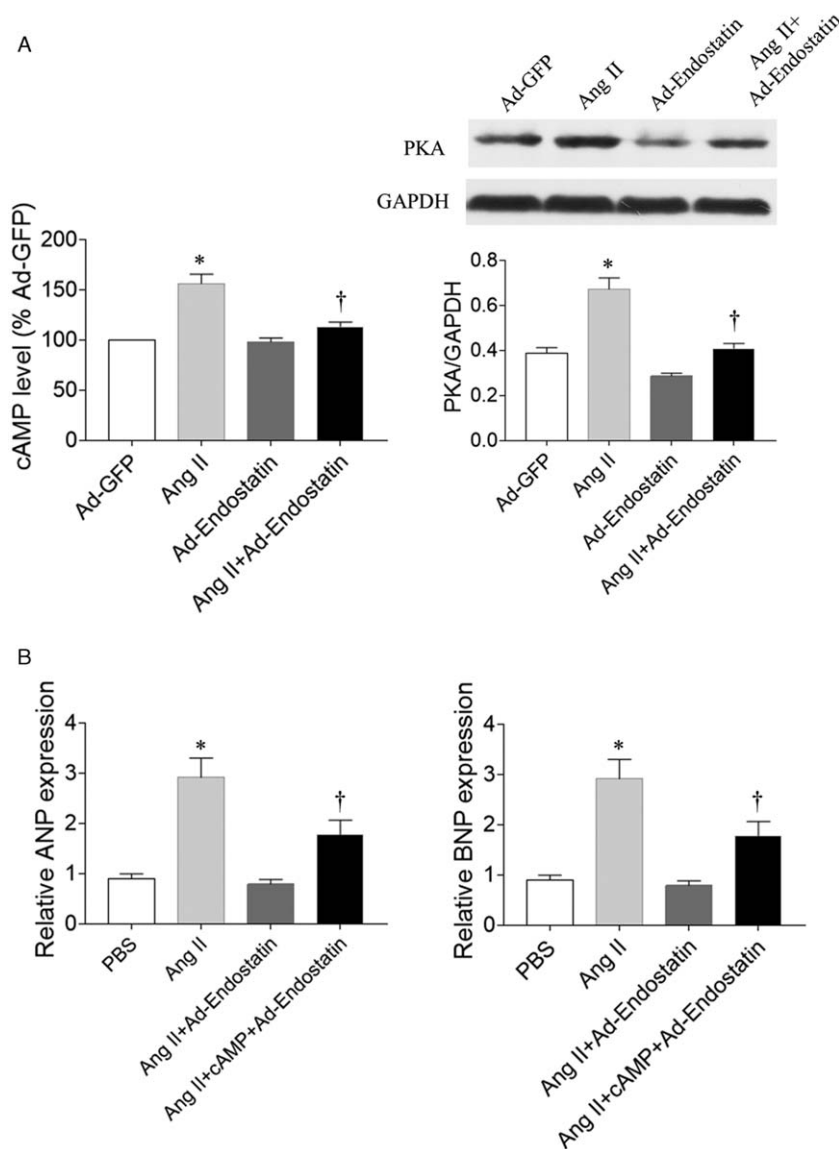 A
Ad-GFP
Ang II
Ad-Endostatin
Ang II+
Ad-Endostatin
PKA
GAPDH
cAMP level (% Ad-GFP)
200
150
100
50
0
*
†
Ad-GFP
Ang II
Ad-Endostatin
Ang II+Ad-Endostatin
PKA/GAPDH
0.8
0.6
0.4
0.2
0.0
*
†
Ad-GFP
Ang II
Ad-Endostatin
Ang II+Ad-Endostatin
B
Relative ANP expression
4
3
2
1
0
*
†
PBS
Ang II
Ang II+Ad-Endostatin
Ang II+cAMP+Ad-Endostatin
Relative BNP expression
4
3
2
1
0
*
†
PBS
Ang II
Ang II+Ad-Endostatin
Ang II+cAMP+Ad-Endostatin